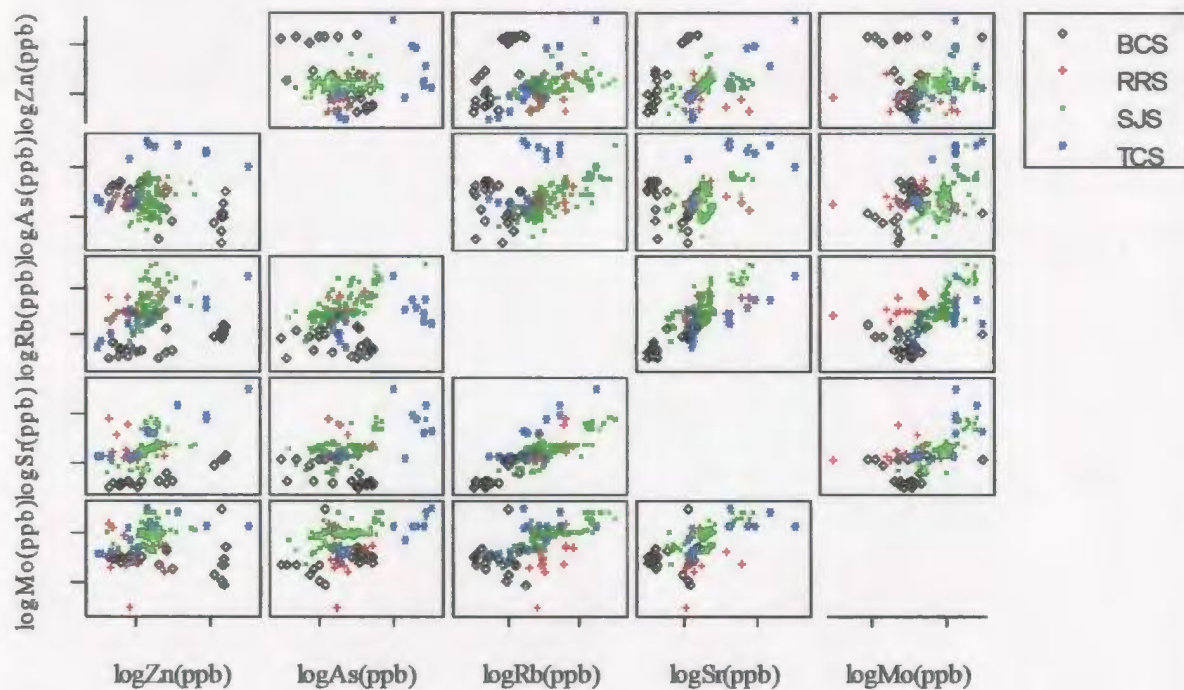 BCS
RRS
SJS
TCS
logZn(ppb)
logAs(ppb)
logRb(ppb)
logSr(ppb)
logMo(ppb)
logZn(ppb)
logAs(ppb)
logRb(ppb)
logSr(ppb)
logMo(ppb)